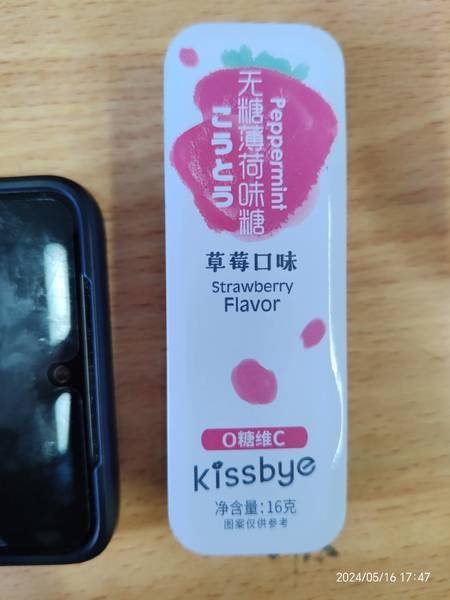 无糖薄荷味糖
Peppermint
こうとう
草莓口味
Strawberry
Flavor
0糖维C
kissbye
净含量：16克
图案仅供参考
2024/05/16 17:47